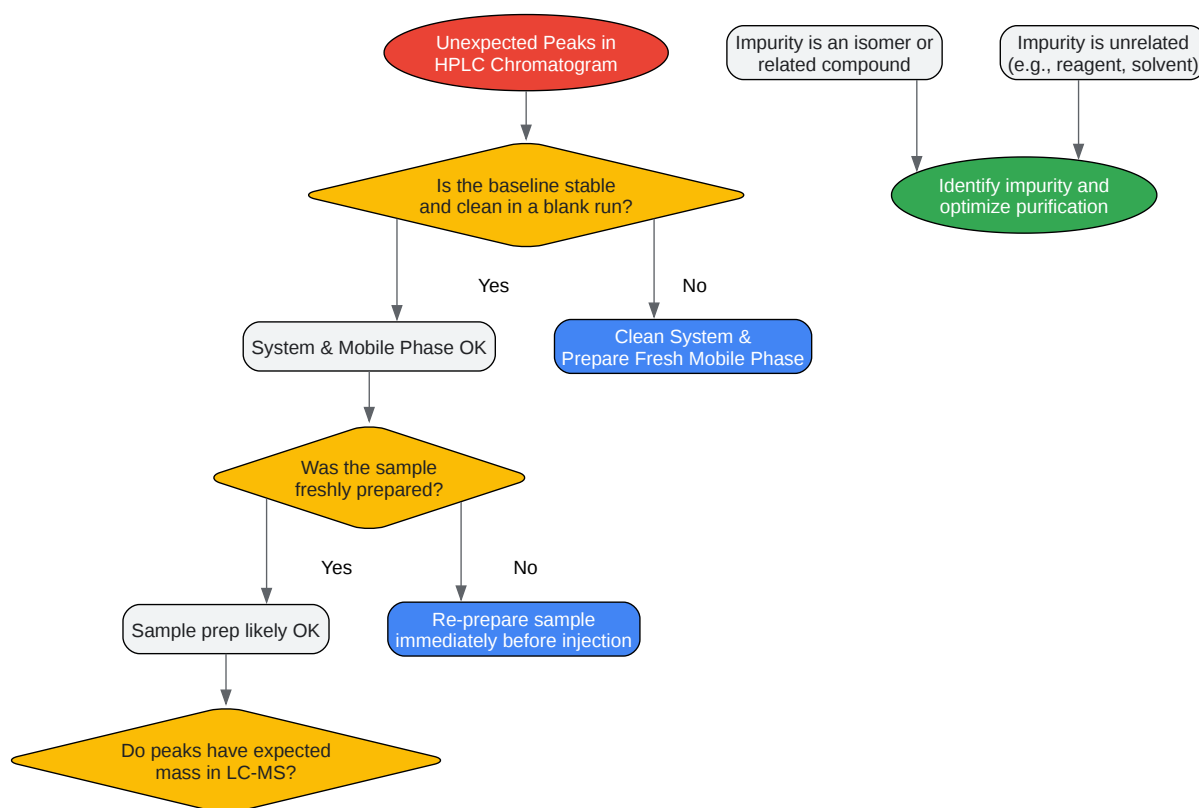 Unexpected Peaks in
HPLC Chromatogram
Impurity is an isomer or
related compound
Impurity is unrelated
(e.g., reagent, solvent)
Is the baseline stable
and clean in a blank run?
Identify impurity and
optimize purification
Yes
No
System & Mobile Phase OK
Clean System &
Prepare Fresh Mobile Phase
Was the sample
freshly prepared?
Yes
No
Sample prep likely OK
Re-prepare sample
immediately before injection
Do peaks have expected
mass in LC-MS?